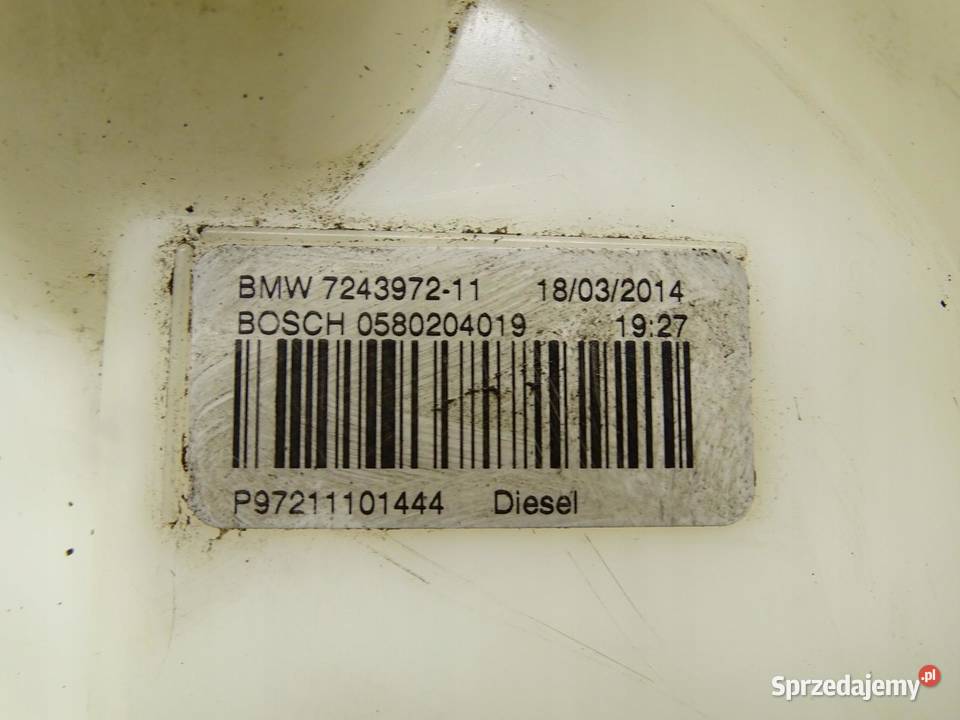 BMW 7243972-11 18/03/2014
BOSCH 0580204019 19:27
P97211101444 Diesel
Sprzedajemy.pl